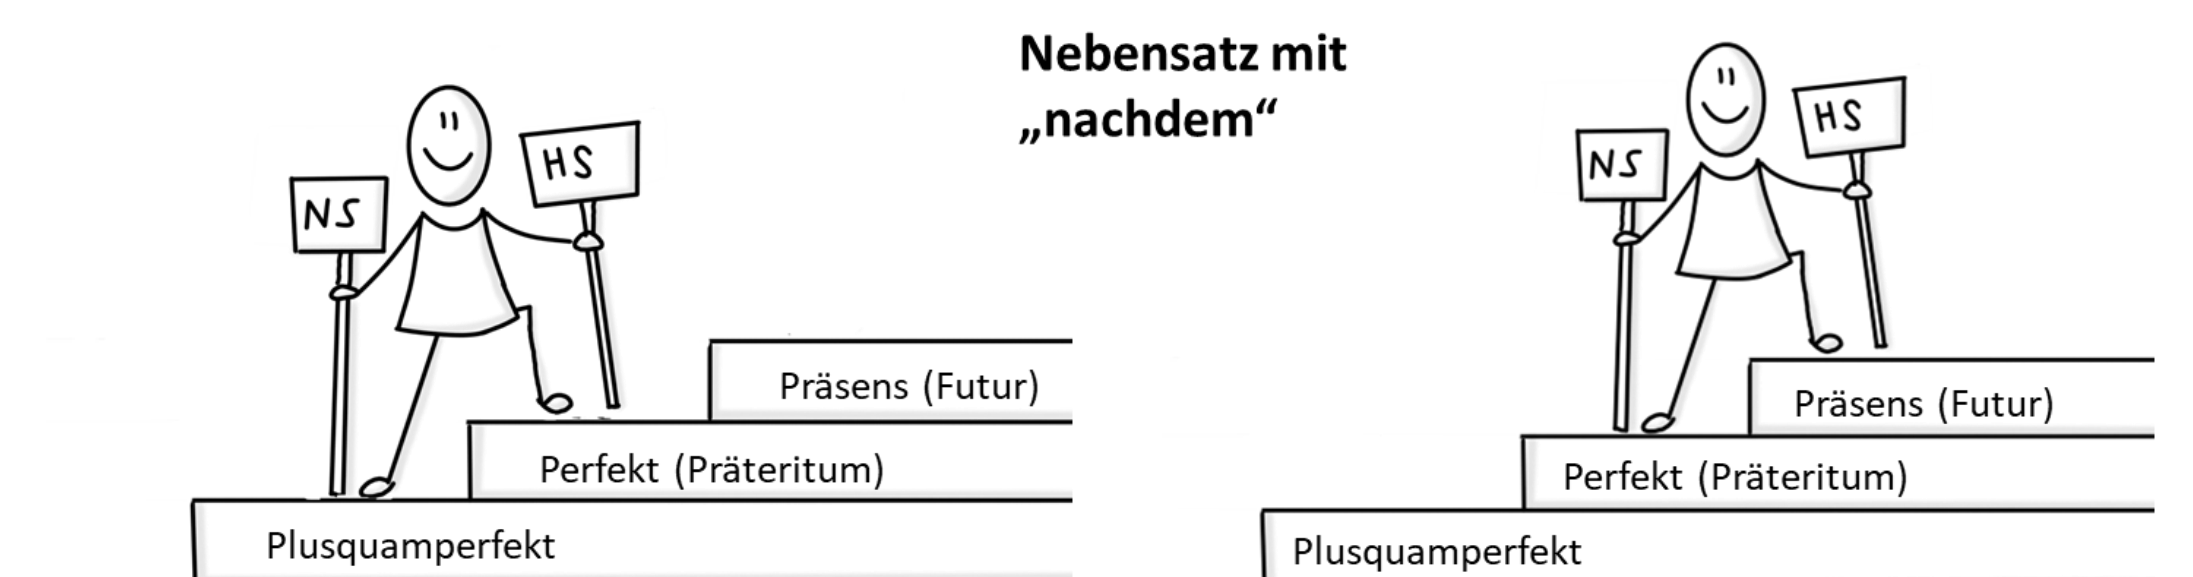 Nebensatz mit
„nachdem“
NS
HS
Präsens (Futur)
Perfekt (Präteritum)
Plusquamperfekt
NS
HS
Präsens (Futur)
Perfekt (Präteritum)
Plusquamperfekt